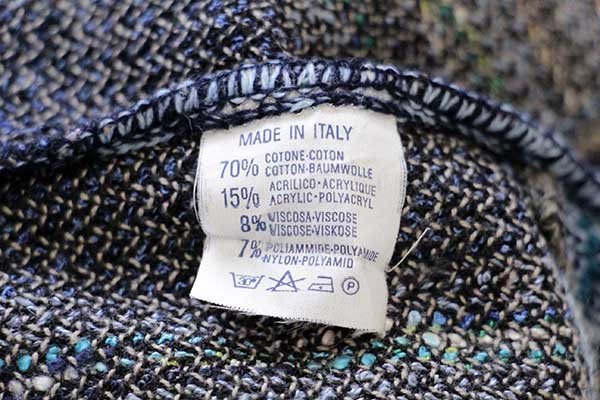 MADE IN ITALY
70% COTONE·COTON
COTTON·BAUMWOLLE
15% ACRILICO·ACRYLIQUE
ACRYLIC·POLYACRYL
8% VISCOSA·VISCOSE
VISCOSE·VISKOSE
7% POLIAMMIDE·POLYAMIDE
NYLON·POLYAMID
30° P